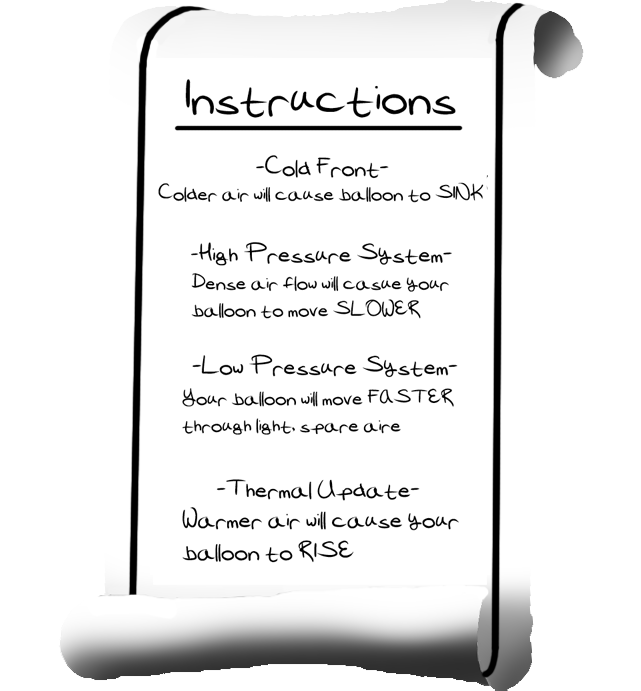 Instructions
-Cold Front-
Colder air will cause balloon to SINK
-High Pressure System-
Dense air flow will casue your
balloon to move SLOWER
-Low Pressure System-
Your balloon will move FASTER
through light, spare aire
-Thermal Update-
Warmer air will cause your
balloon to RISE